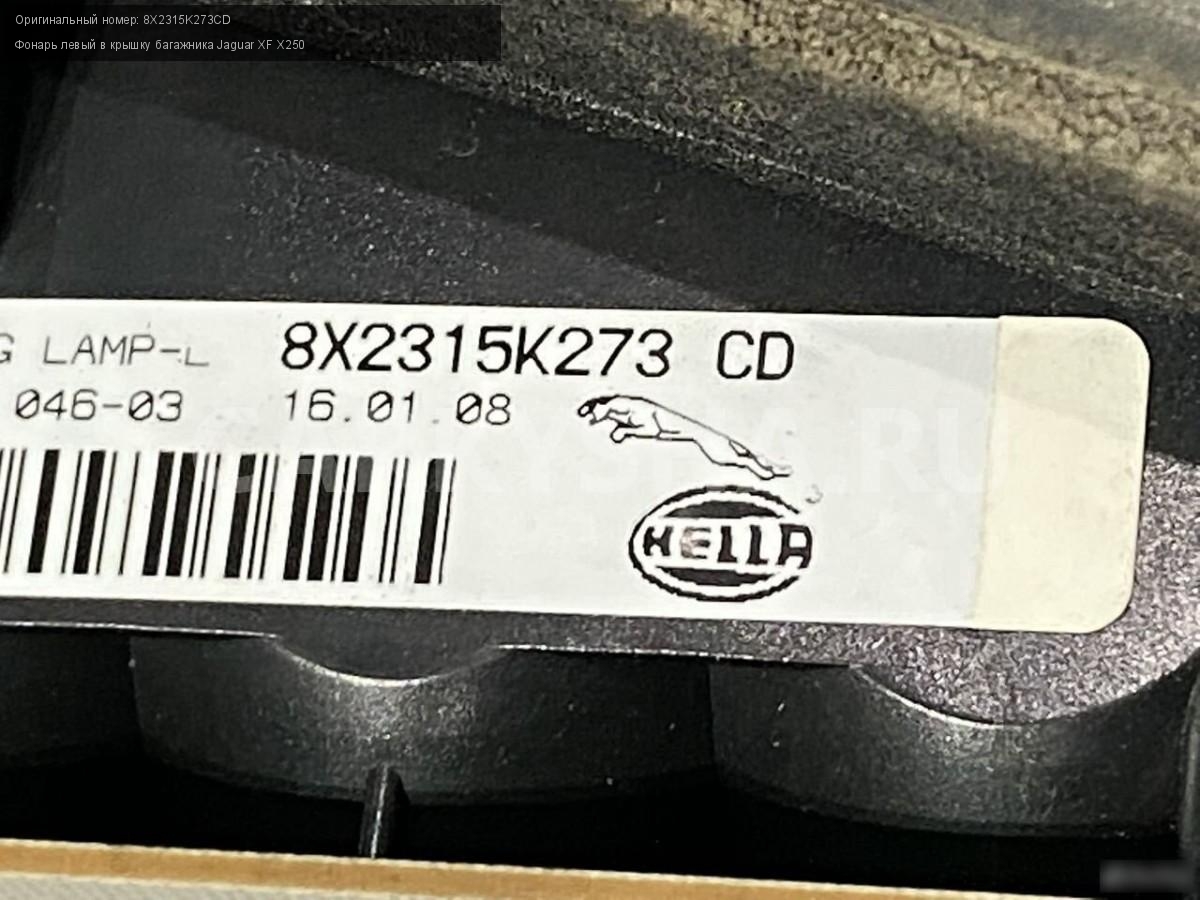 Оригинальный номер: 8X2315K273CD
Фонарь левый в крышку багажника Jaguar XF X250
G LAMP-L 8X2315K273 CD
046-03 16.01.08
HELLA